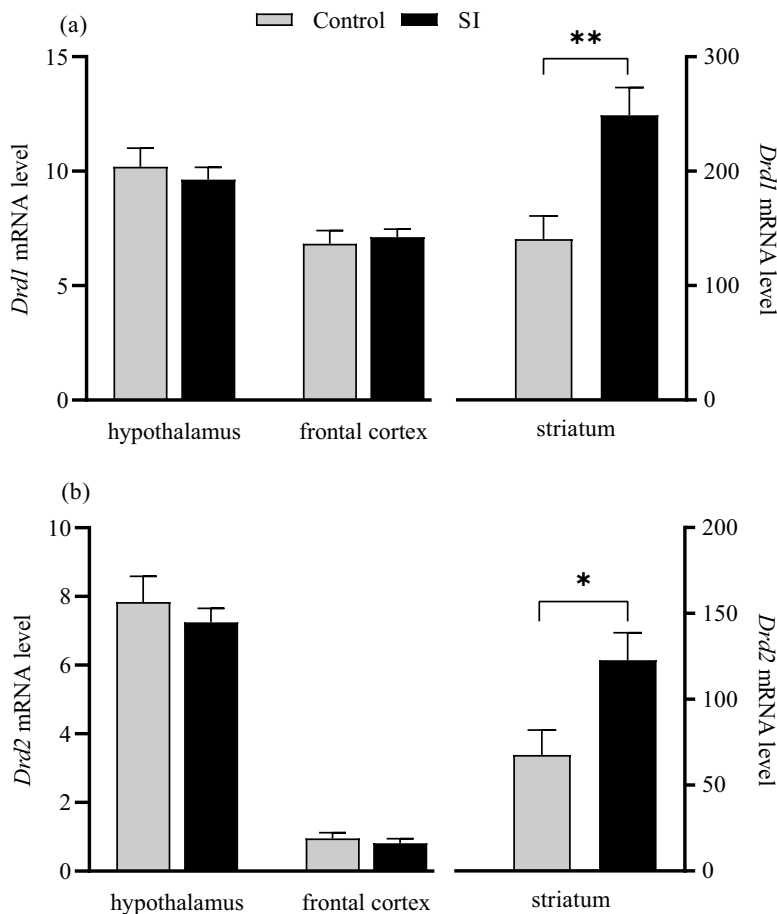 (a)
Control SI
15
10
5
0
Drd1 mRNA level
**
300
200
100
0
Drd1 mRNA level
hypothalamus frontal cortex striatum
(b)
10
8
6
4
2
0
Drd2 mRNA level
*
200
150
100
50
0
Drd2 mRNA level
hypothalamus frontal cortex striatum